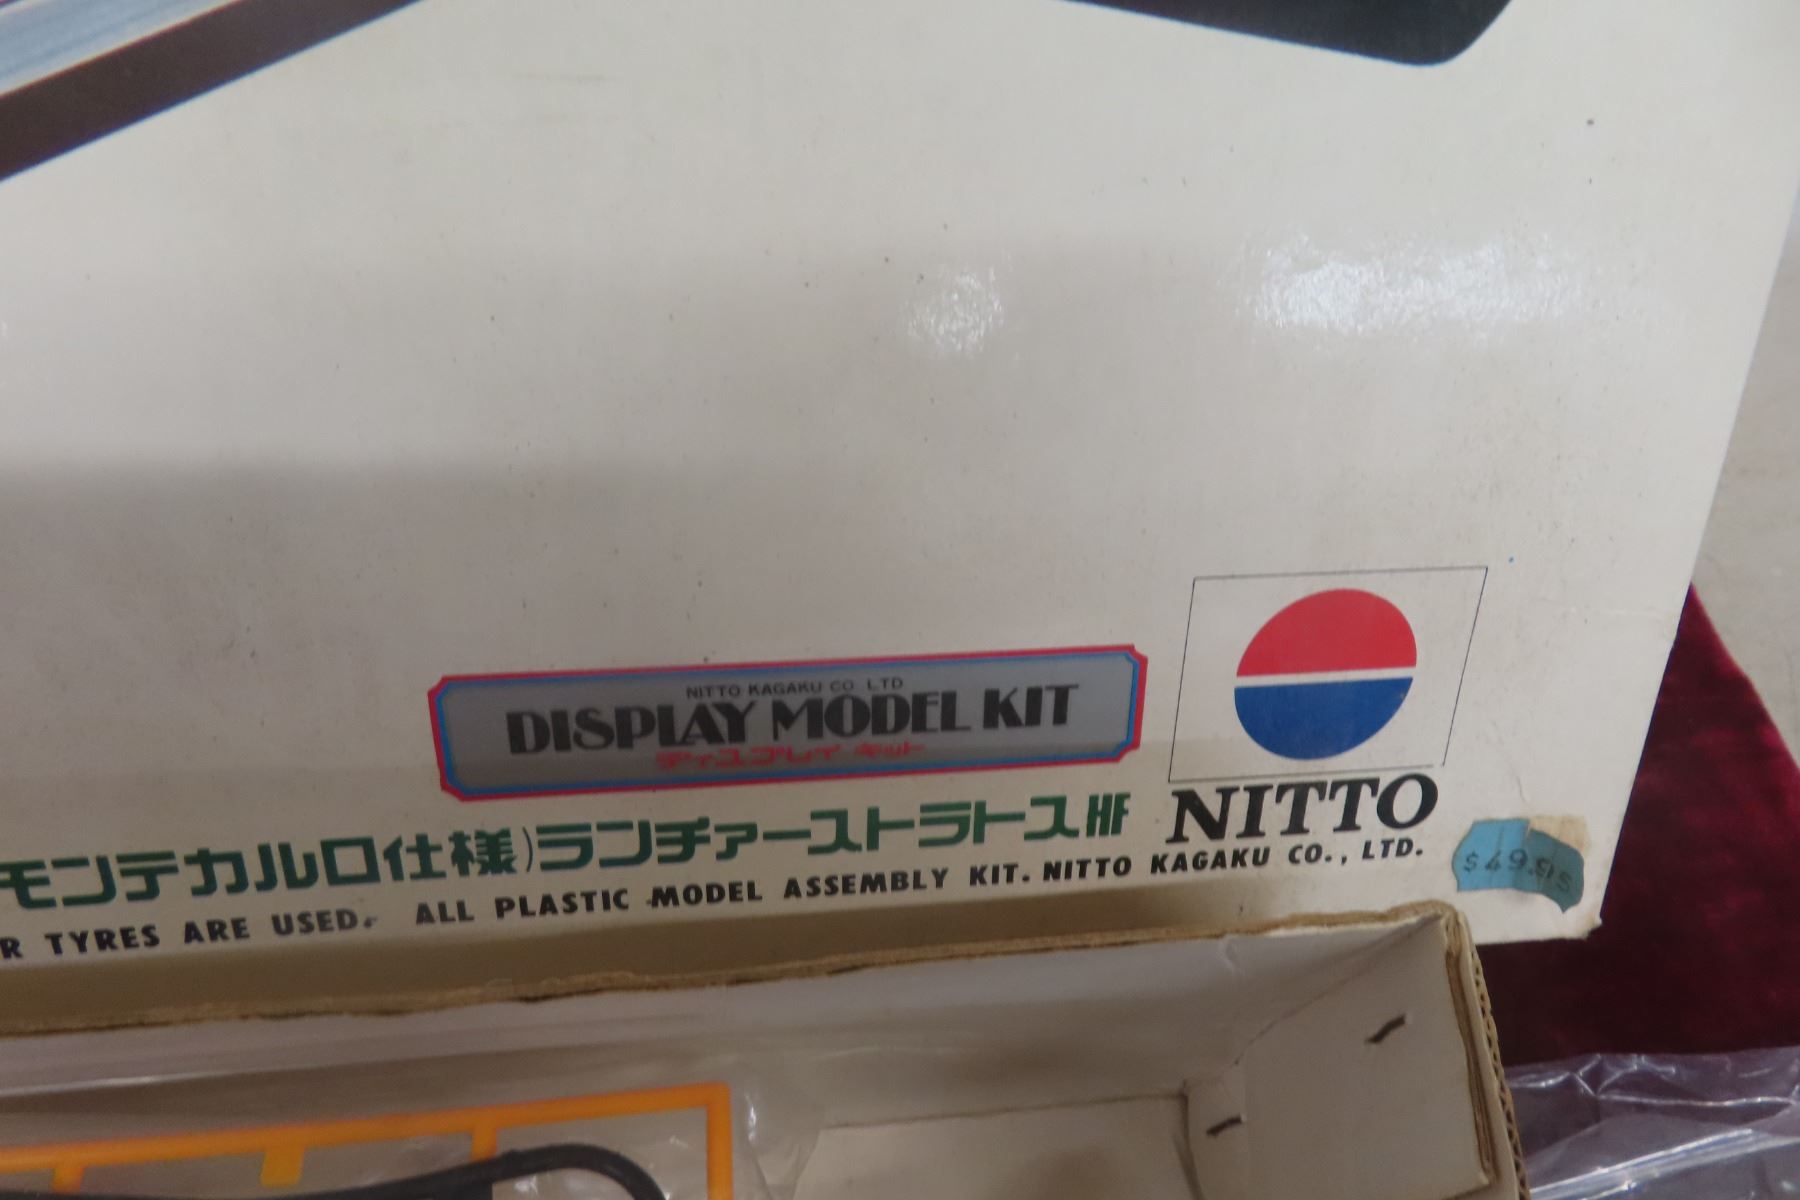 NITTO KAGAKU CO LTD
DISPLAY MODEL KIT
ディスプレイ キット
NITTO
モンテカルロ仕様)ランチァーストラトスHF
R TYRES ARE USED. ALL PLASTIC MODEL ASSEMBLY KIT. NITTO KAGAKU CO., LTD.
$49.95